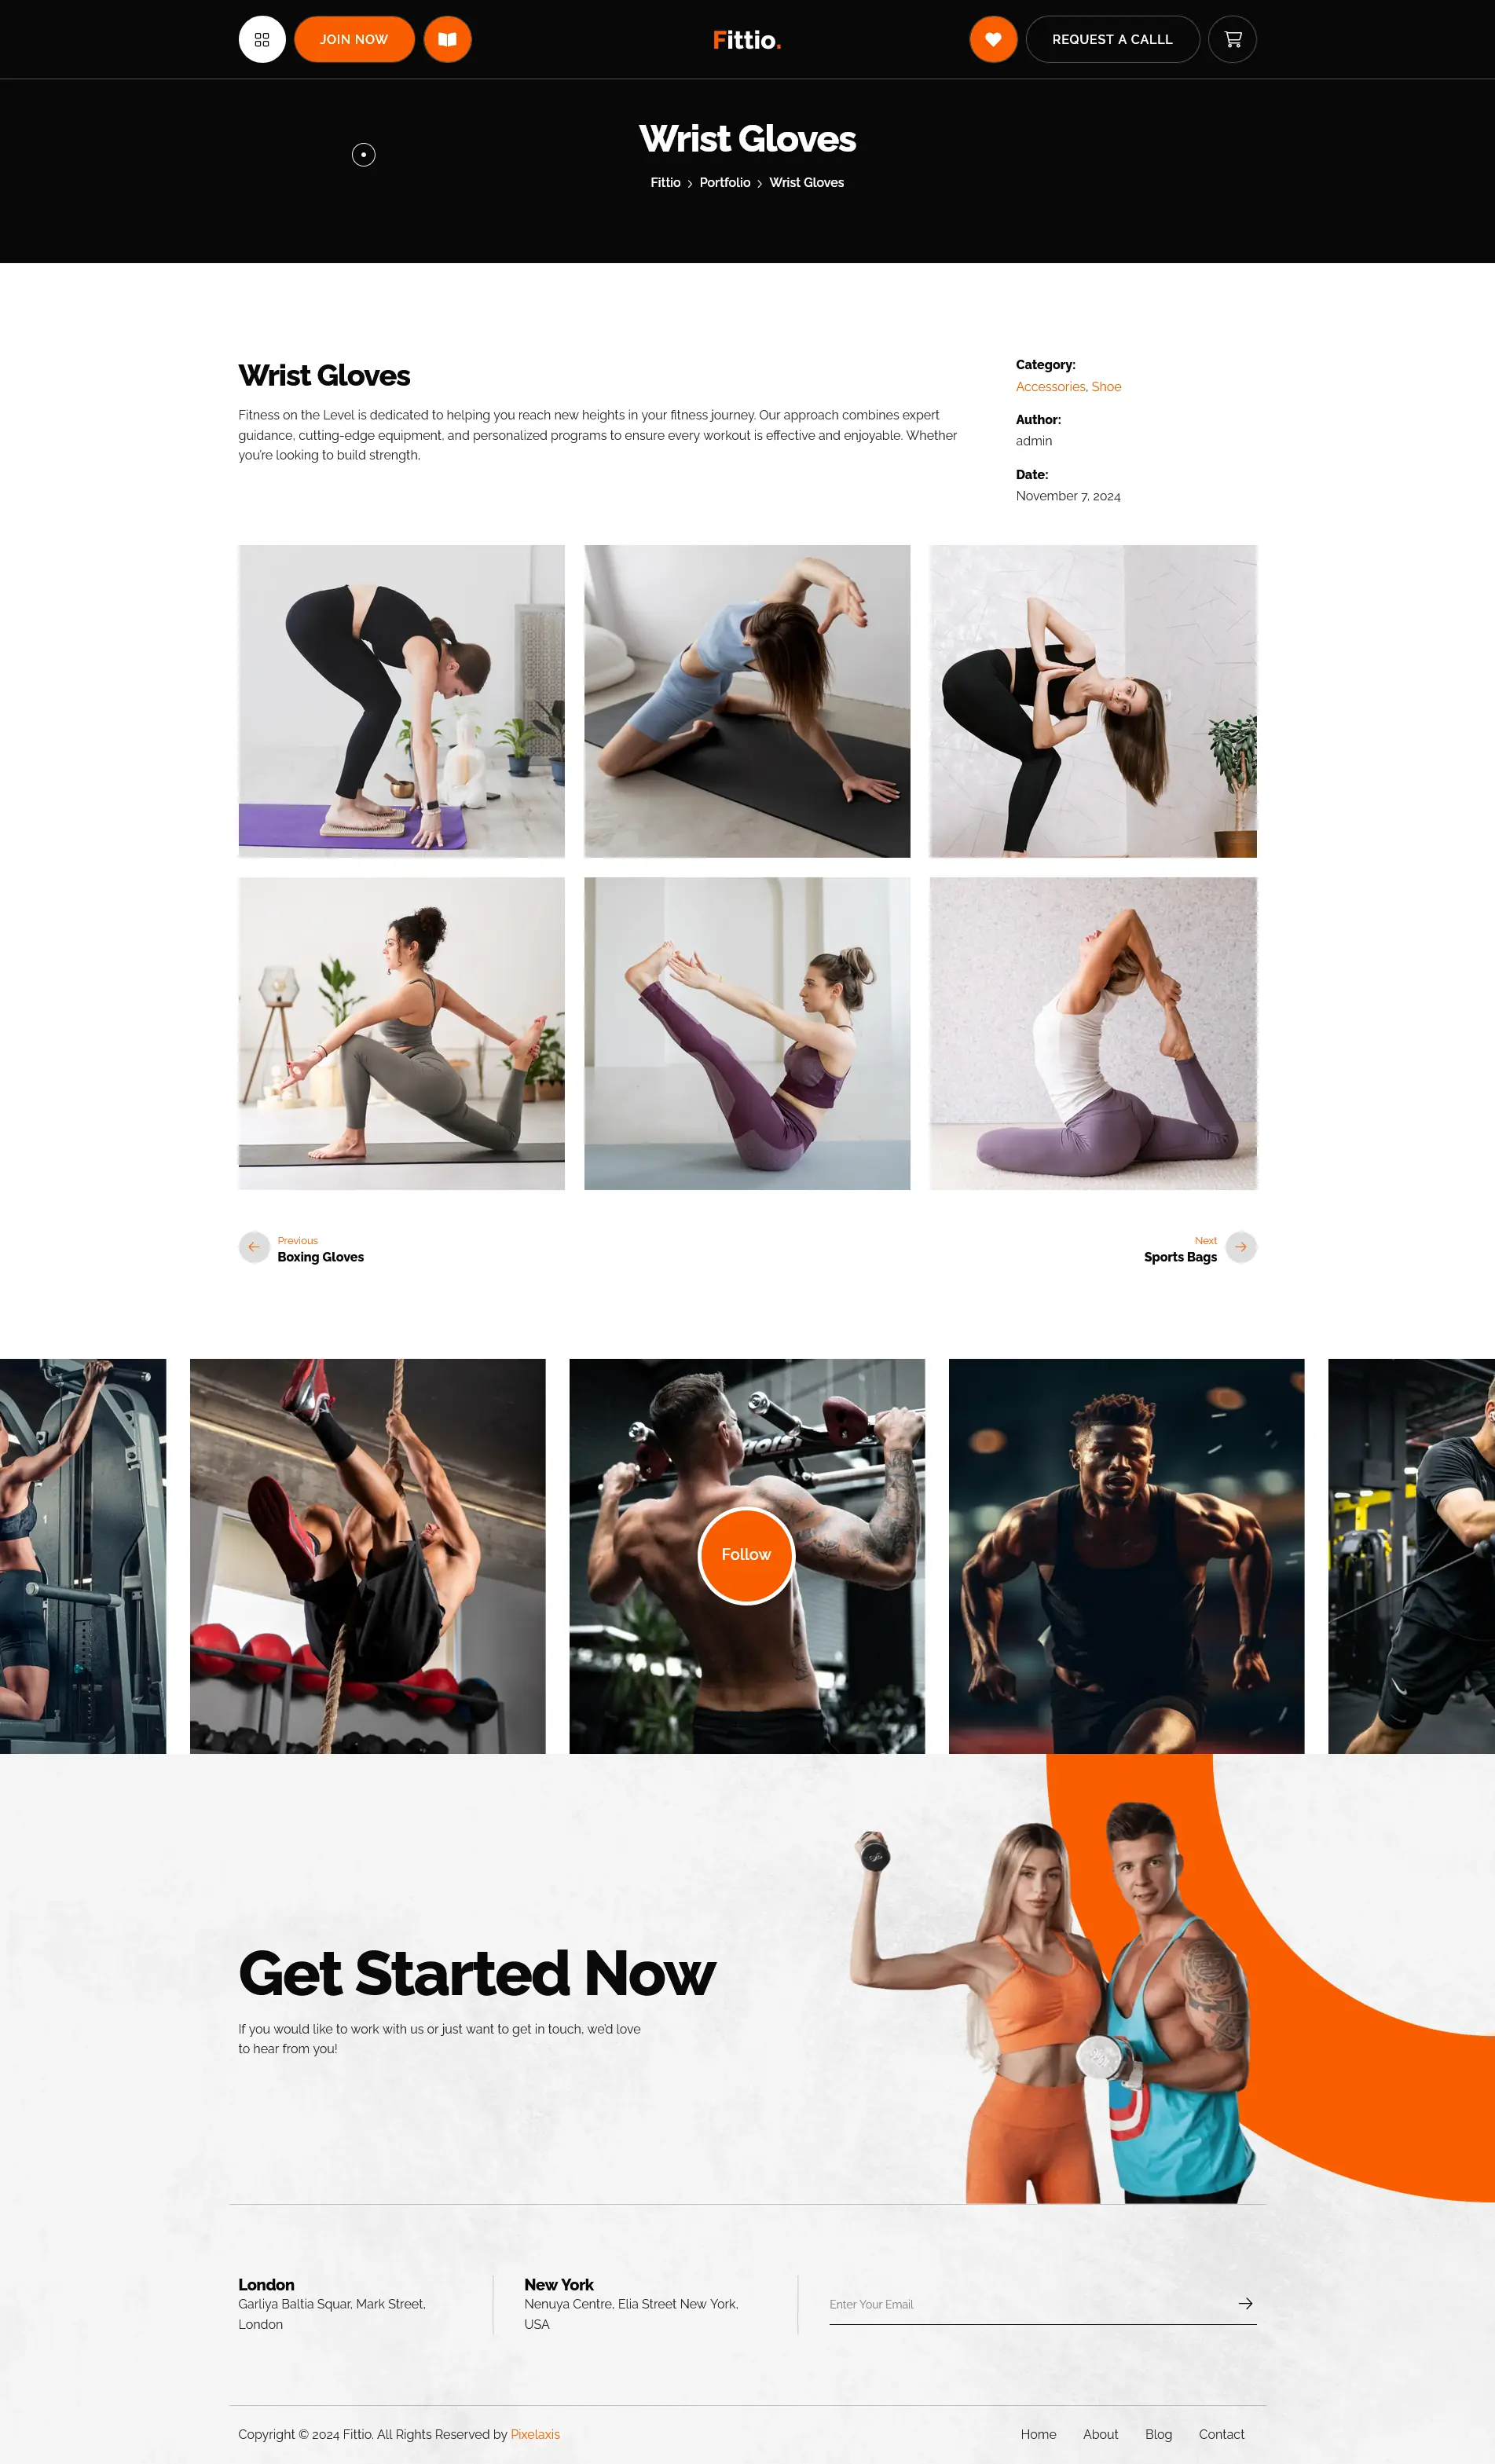 JOIN NOW
Fittio.
REQUEST A CALLL
Wrist Gloves
Fittio > Portfolio > Wrist Gloves
Wrist Gloves
Fitness on the Level is dedicated to helping you reach new heights in your fitness journey. Our approach combines expert
guidance, cutting-edge equipment, and personalized programs to ensure every workout is effective and enjoyable. Whether
you're looking to build strength,
Category:
Accessories, Shoe
Author:
admin
Date:
November 7, 2024
Previous
Boxing Gloves
Next
Sports Bags
HOIST
Follow
Get Started Now
If you would like to work with us or just want to get in touch, we'd love
to hear from you!
London
Garliya Baltia Squar, Mark Street,
London
New York
Nenuya Centre, Elia Street New York,
USA
Enter Your Email
Copyright © 2024 Fittio. All Rights Reserved by Pixelaxis
Home About Blog Contact